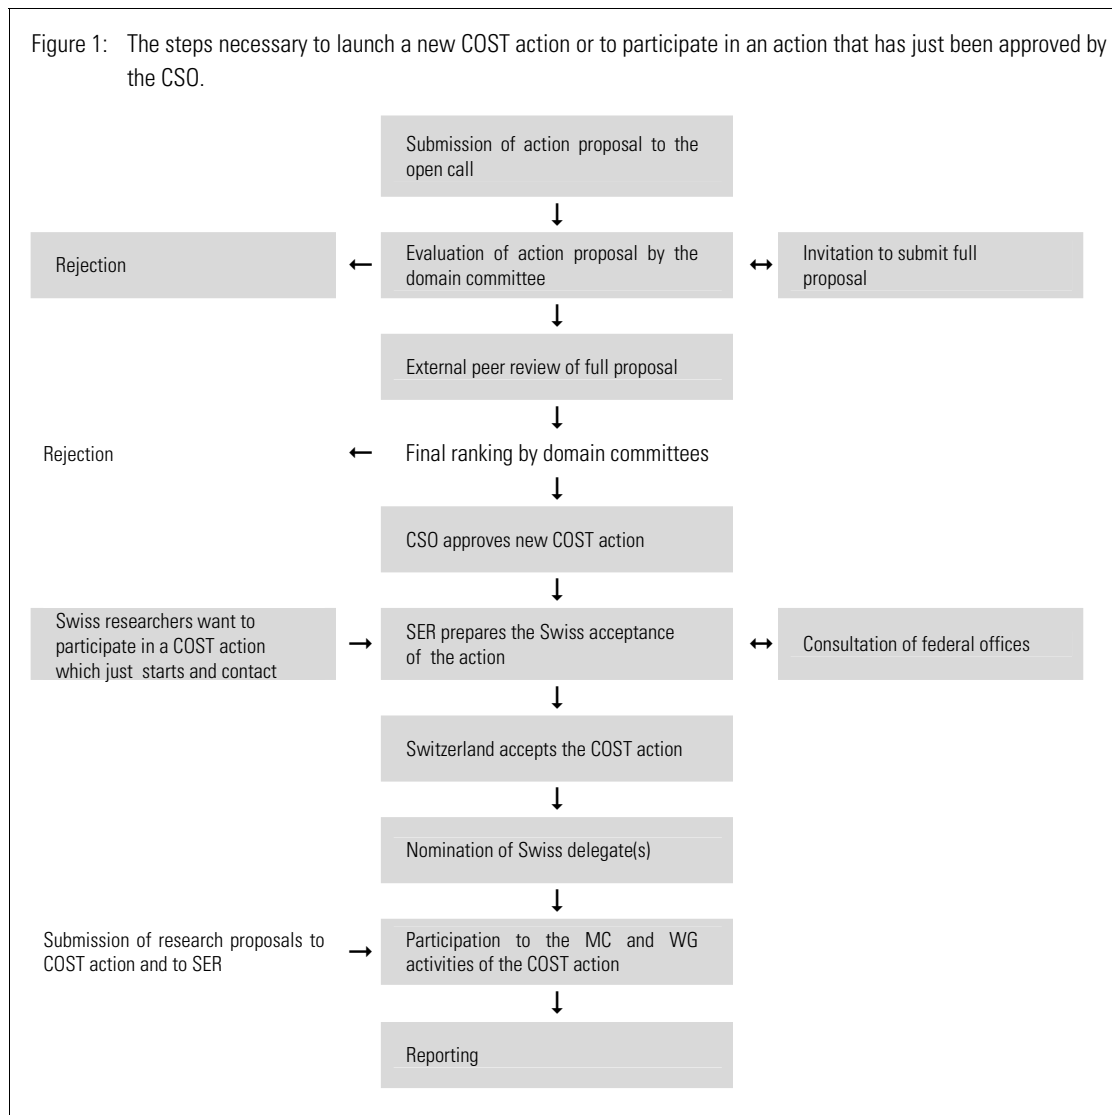 Figure 1: The steps necessary to launch a new COST action or to participate in an action that has just been approved by
the CSO.
Submission of action proposal to the
open call
Rejection
Evaluation of action proposal by the
domain committee
Invitation to submit full
proposal
External peer review of full proposal
Rejection
Final ranking by domain committees
CSO approves new COST action
Swiss researchers want to
participate in a COST action
which just starts and contact
SER prepares the Swiss acceptance
of the action
Consultation of federal offices
Switzerland accepts the COST action
Nomination of Swiss delegate(s)
Submission of research proposals to
COST action and to SER
Participation to the MC and WG
activities of the COST action
Reporting